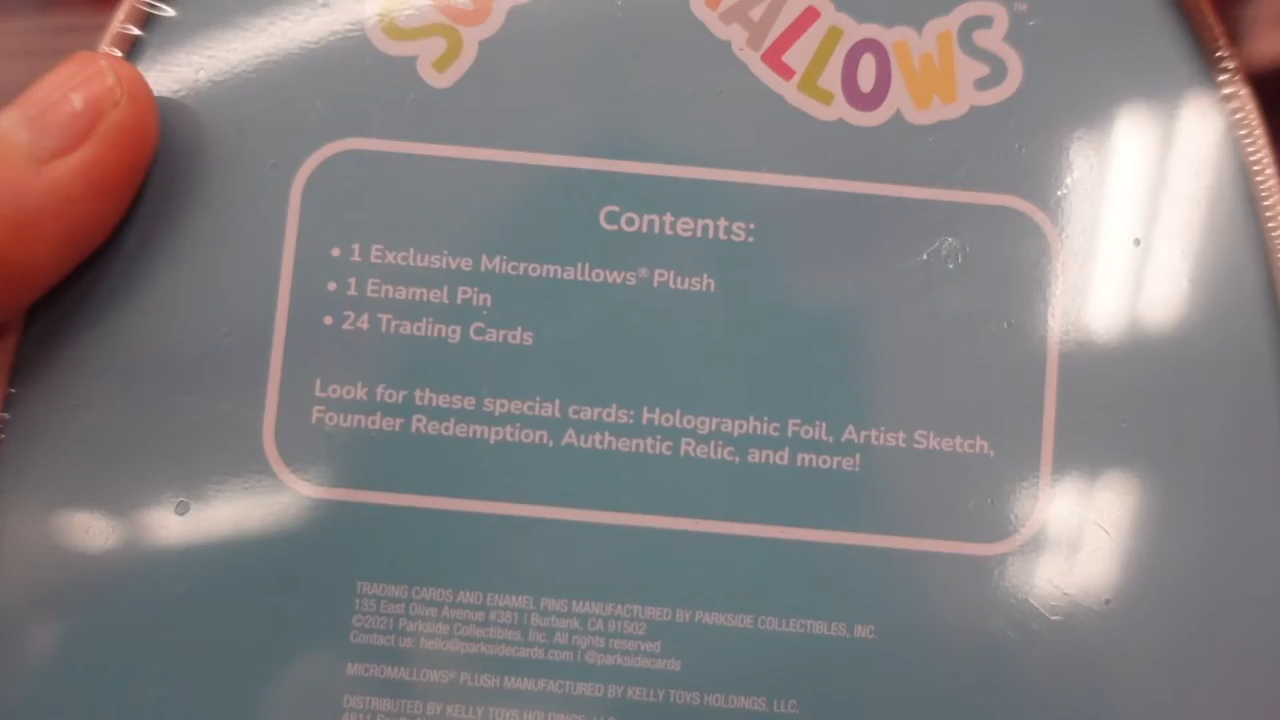 ALLOWS™
Contents:
• 1 Exclusive Micromallows® Plush
• 1 Enamel Pin
• 24 Trading Cards
Look for these special cards: Holographic Foil, Artist Sketch,
Founder Redemption, Authentic Relic, and more!
TRADING CARDS AND ENAMEL PINS MANUFACTURED BY PARKSIDE COLLECTIBLES, INC.
135 East Olive Avenue #381 | Burbank, CA 91502
©2021 Parkside Collectibles, Inc. All rights reserved
Contact us: hello@parksidecards.com | @parksidecards
MICROMALLOWS® PLUSH MANUFACTURED BY KELLY TOYS HOLDINGS, LLC.
DISTRIBUTED BY KELLY TOYS HOLDINGS, LLC